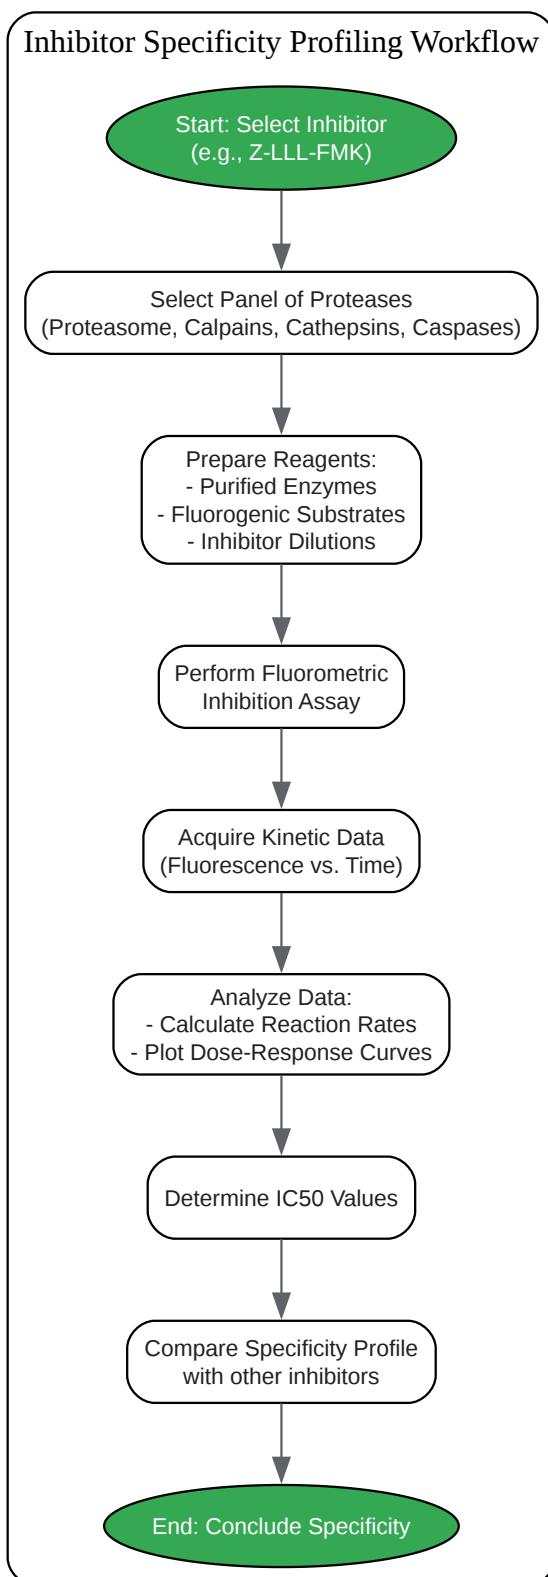 Inhibitor Specificity Profiling Workflow
Start: Select Inhibitor
(e.g., Z-LLL-FMK)
Select Panel of Proteases
(Proteasome, Calpains, Cathepsins, Caspases)
Prepare Reagents:
- Purified Enzymes
- Fluorogenic Substrates
- Inhibitor Dilutions
Perform Fluorometric
Inhibition Assay
Acquire Kinetic Data
(Fluorescence vs. Time)
Analyze Data:
- Calculate Reaction Rates
- Plot Dose-Response Curves
Determine IC50 Values
Compare Specificity Profile
with other inhibitors
End: Conclude Specificity